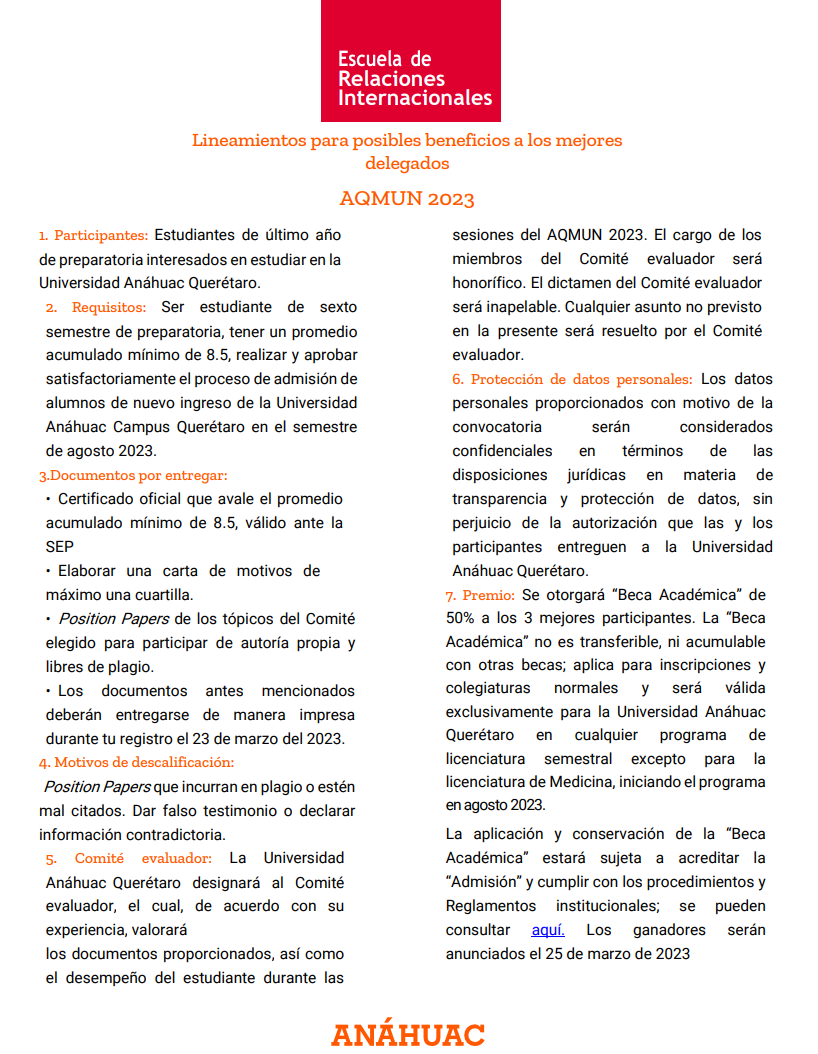 Escuela de
Relaciones
Internacionales
Lineamientos para posibles beneficios a los mejores
delegados
AQMUN 2023
1. Participantes: Estudiantes de último año
de preparatoria interesados en estudiar en la
Universidad Anáhuac Querétaro.
2. Requisitos: Ser estudiante de sexto
semestre de preparatoria, tener un promedio
acumulado mínimo de 8.5, realizar y aprobar
satisfactoriamente el proceso de admisión de
alumnos de nuevo ingreso de la Universidad
Anáhuac Campus Querétaro en el semestre
de agosto 2023.
3.Documentos por entregar:
• Certificado oficial que avale el promedio
acumulado mínimo de 8.5, válido ante la
SEP
• Elaborar una carta de motivos de
máximo una cuartilla.
• Position Papers de los tópicos del Comité
elegido para participar de autoría propia y
libres de plagio.
• Los documentos antes mencionados
deberán entregarse de manera impresa
durante tu registro el 23 de marzo del 2023.
4. Motivos de descalificación:
Position Papers que incurran en plagio o estén
mal citados. Dar falso testimonio o declarar
información contradictoria.
5. Comité evaluador: La Universidad
Anáhuac Querétaro designará al Comité
evaluador, el cual, de acuerdo con su
experiencia, valorará
los documentos proporcionados, así como
el desempeño del estudiante durante las
sesiones del AQMUN 2023. El cargo de los
miembros del Comité evaluador será
honorífico. El dictamen del Comité evaluador
será inapelable. Cualquier asunto no previsto
en la presente será resuelto por el Comité
evaluador.
6. Protección de datos personales: Los datos
personales proporcionados con motivo de la
convocatoria serán considerados
confidenciales en términos de las
disposiciones jurídicas en materia de
transparencia y protección de datos, sin
perjuicio de la autorización que las y los
participantes entreguen a la Universidad
Anáhuac Querétaro.
7. Premio: Se otorgará “Beca Académica” de
50% a los 3 mejores participantes. La “Beca
Académica” no es transferible, ni acumulable
con otras becas; aplica para inscripciones y
colegiaturas normales y será válida
exclusivamente para la Universidad Anáhuac
Querétaro en cualquier programa de
licenciatura semestral excepto para la
licenciatura de Medicina, iniciando el programa
en agosto 2023.
La aplicación y conservación de la “Beca
Académica” estará sujeta a acreditar la
“Admisión” y cumplir con los procedimientos y
Reglamentos institucionales; se pueden
consultar aquí. Los ganadores serán
anunciados el 25 de marzo de 2023
ANÁHUAC